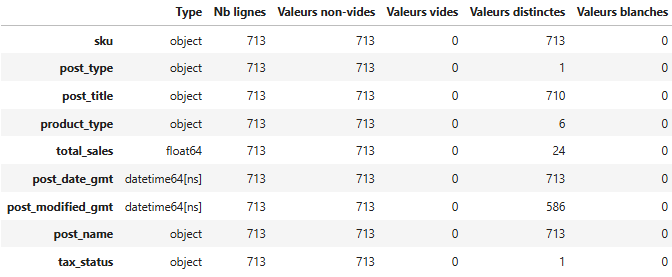 Type Nb lignes Valeurs non-vides Valeurs vides Valeurs distinctes Valeurs blanches
sku object 713 713 0 713 0
post_type object 713 713 0 1 0
post_title object 713 713 0 710 0
product_type object 713 713 0 6 0
total_sales float64 713 713 0 24 0
post_date_gmt datetime64[ns] 713 713 0 713 0
post_modified_gmt datetime64[ns] 713 713 0 586 0
post_name object 713 713 0 713 0
tax_status object 713 713 0 1 0